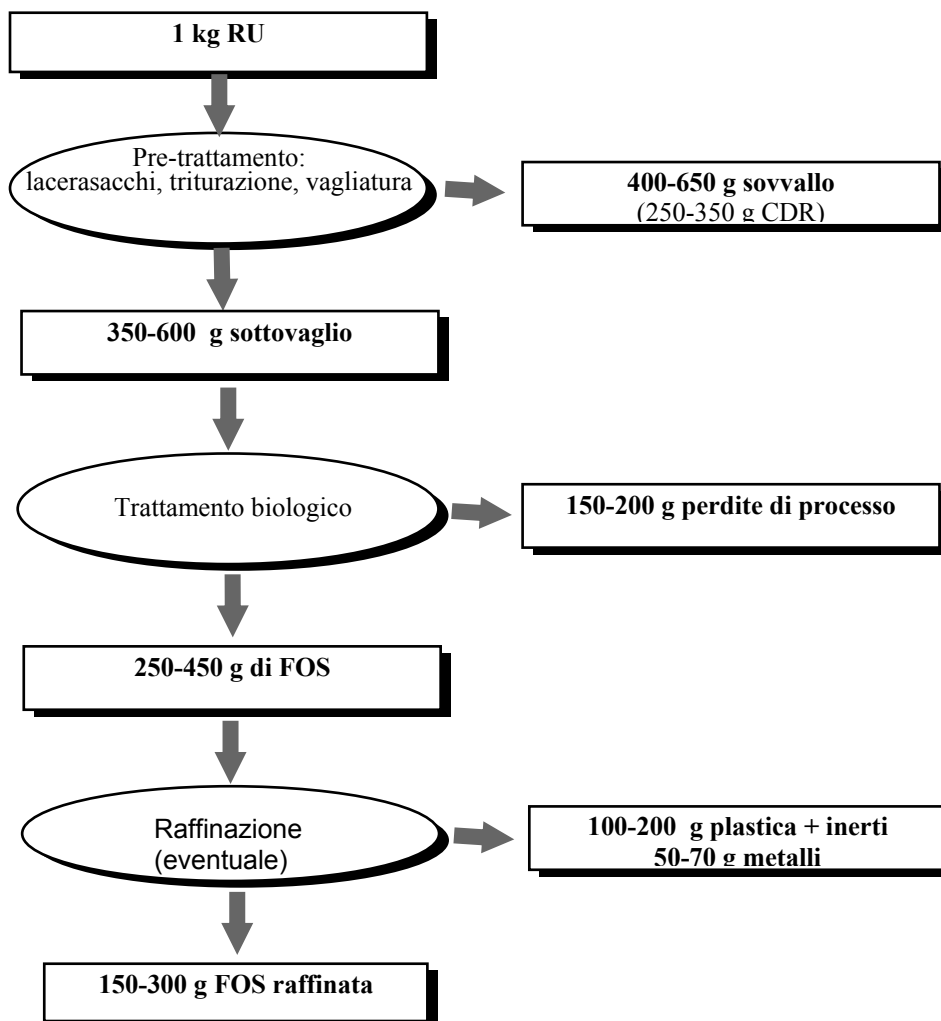 1 kg RU
Pre-trattamento:
lacerasacchi, triturazione, vagliatura
400-650 g sovvallo
(250-350 g CDR)
350-600 g sottovaglio
Trattamento biologico
150-200 g perdite di processo
250-450 g di FOS
Raffinazione
(eventuale)
100-200 g plastica + inerti
50-70 g metalli
150-300 g FOS raffinata